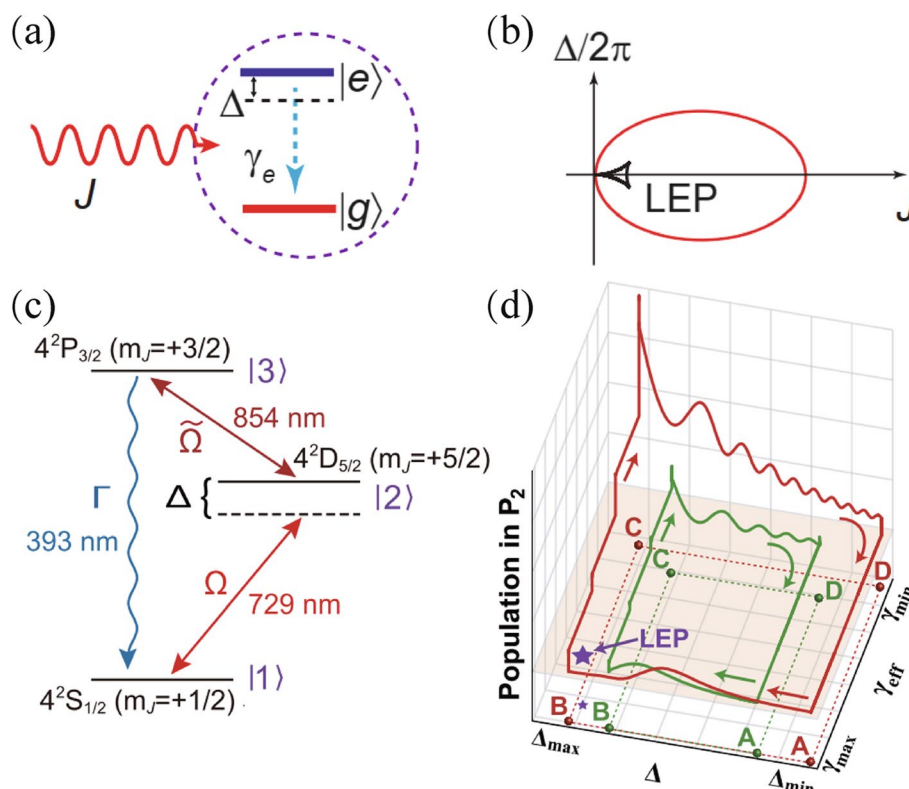 (a)
|e⟩
Δ
γe
J
|g⟩
(b)
Δ/2π
LEP
J
(c)
4²P3/2 (mJ=+3/2)
|3⟩
854 nm
Ω̃
4²D5/2 (mJ=+5/2)
Δ
|2⟩
Γ
393 nm
Ω
729 nm
|1⟩
4²S1/2 (mJ=+1/2)
(d)
Population in P2
C
C
D
D
LEP
B
B
A
A
Δmax
Δ
Δmin
γmax
γeff
γmin